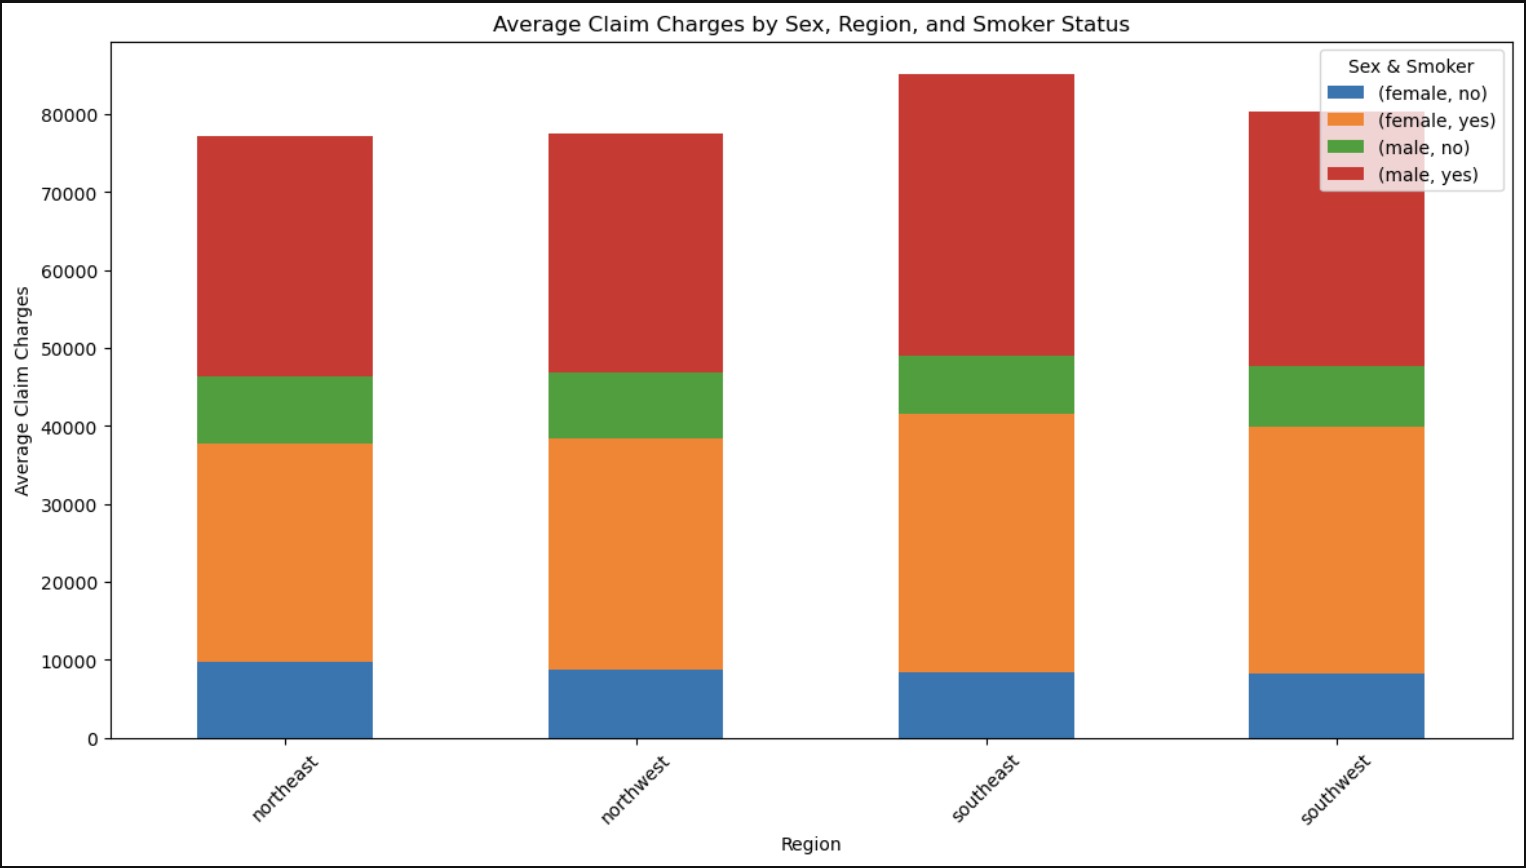 Average Claim Charges by Sex, Region, and Smoker Status
Sex & Smoker
(female, no)
(female, yes)
(male, no)
(male, yes)
Average Claim Charges
80000
70000
60000
50000
40000
30000
20000
10000
0
northeast
northwest
southeast
southwest
Region